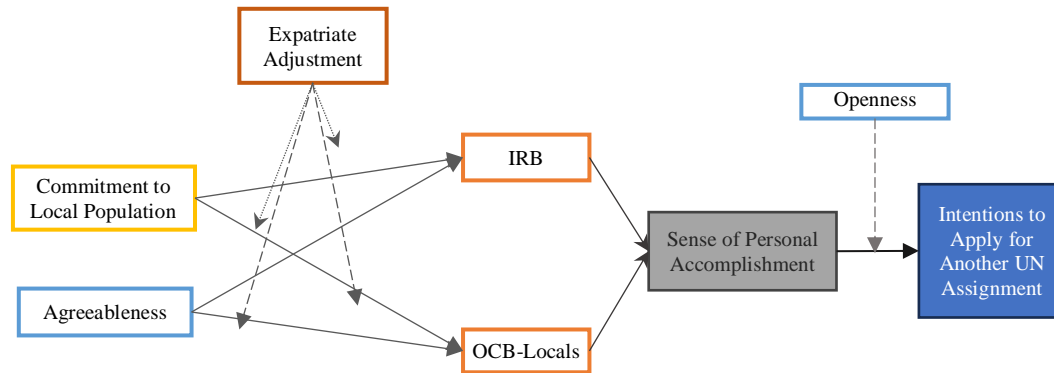 Expatriate
Adjustment
Openness
IRB
Commitment to
Local Population
Sense of Personal
Accomplishment
Intentions to
Apply for
Another UN
Assignment
Agreeableness
OCB-Locals